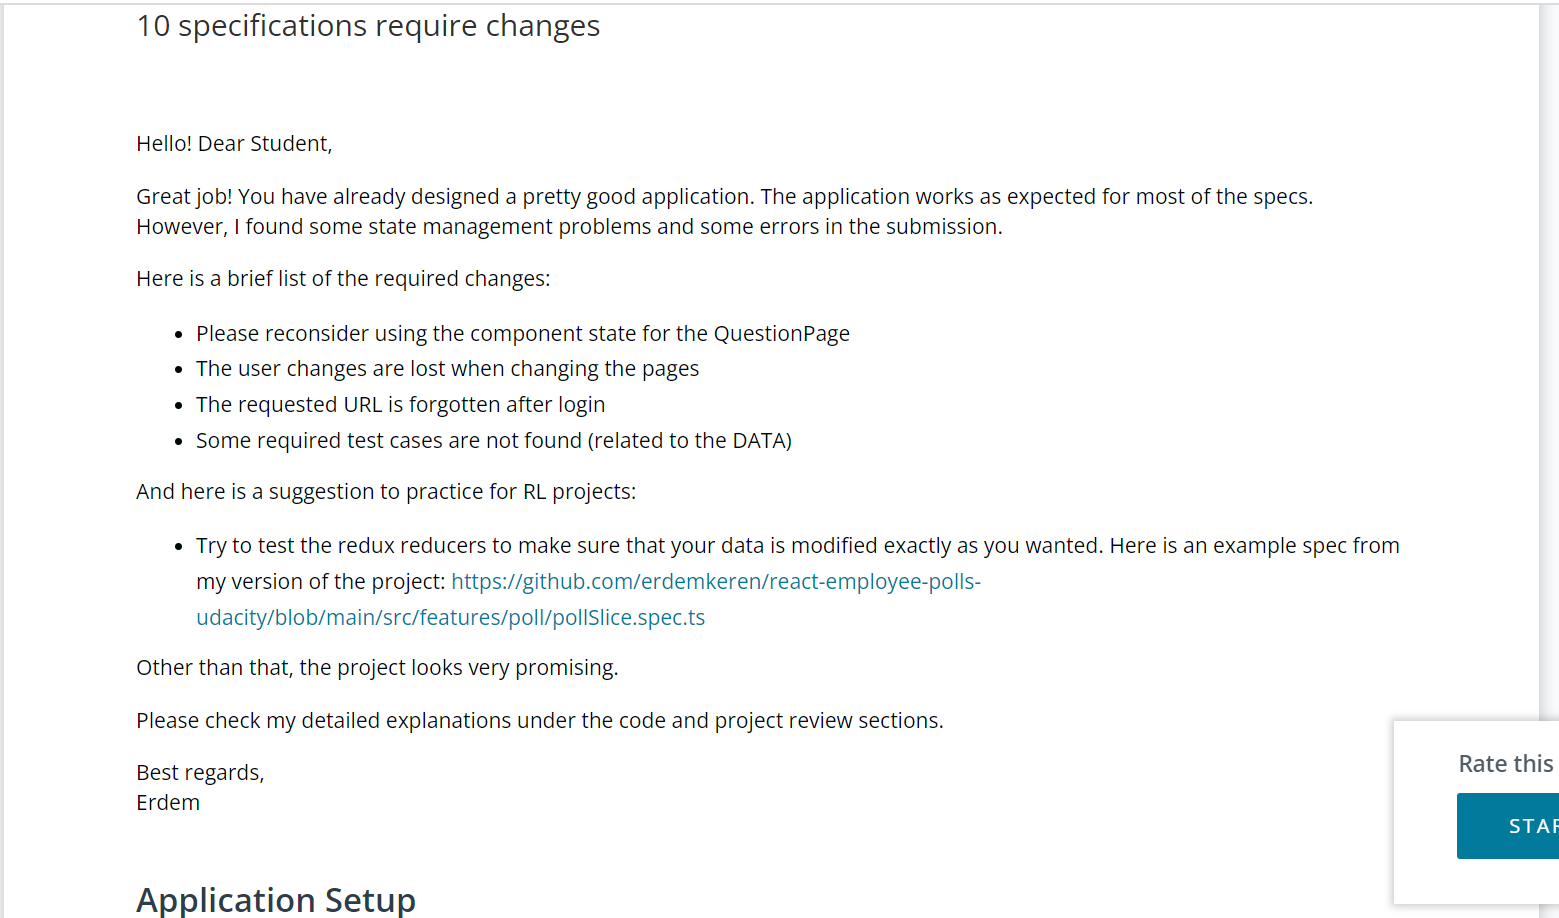 10 specifications require changes
Hello! Dear Student,
Great job! You have already designed a pretty good application. The application works as expected for most of the specs.
However, I found some state management problems and some errors in the submission.
Here is a brief list of the required changes:
Please reconsider using the component state for the QuestionPage
The user changes are lost when changing the pages
The requested URL is forgotten after login
Some required test cases are not found (related to the DATA)
And here is a suggestion to practice for RL projects:
Try to test the redux reducers to make sure that your data is modified exactly as you wanted. Here is an example spec from
my version of the project: https://github.com/erdemkeren/react-employee-polls-
udacity/blob/main/src/features/poll/pollSlice.spec.ts
Other than that, the project looks very promising.
Please check my detailed explanations under the code and project review sections.
Best regards,
Erdem
Rate this
Application Setup